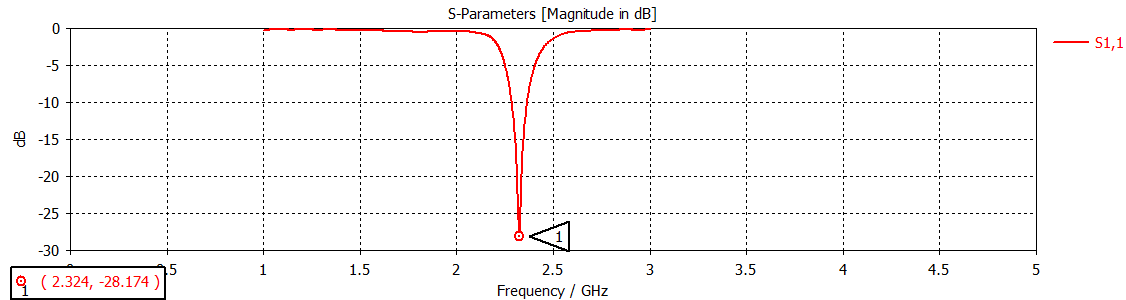 S-Parameters [Magnitude in dB]
0
-5
-10
-15
-20
-25
-30
dB
S1,1
1
0.5 1 1.5 2 2.5 3 3.5 4 4.5 5
Frequency / GHz
( 2.324, -28.174 )
1